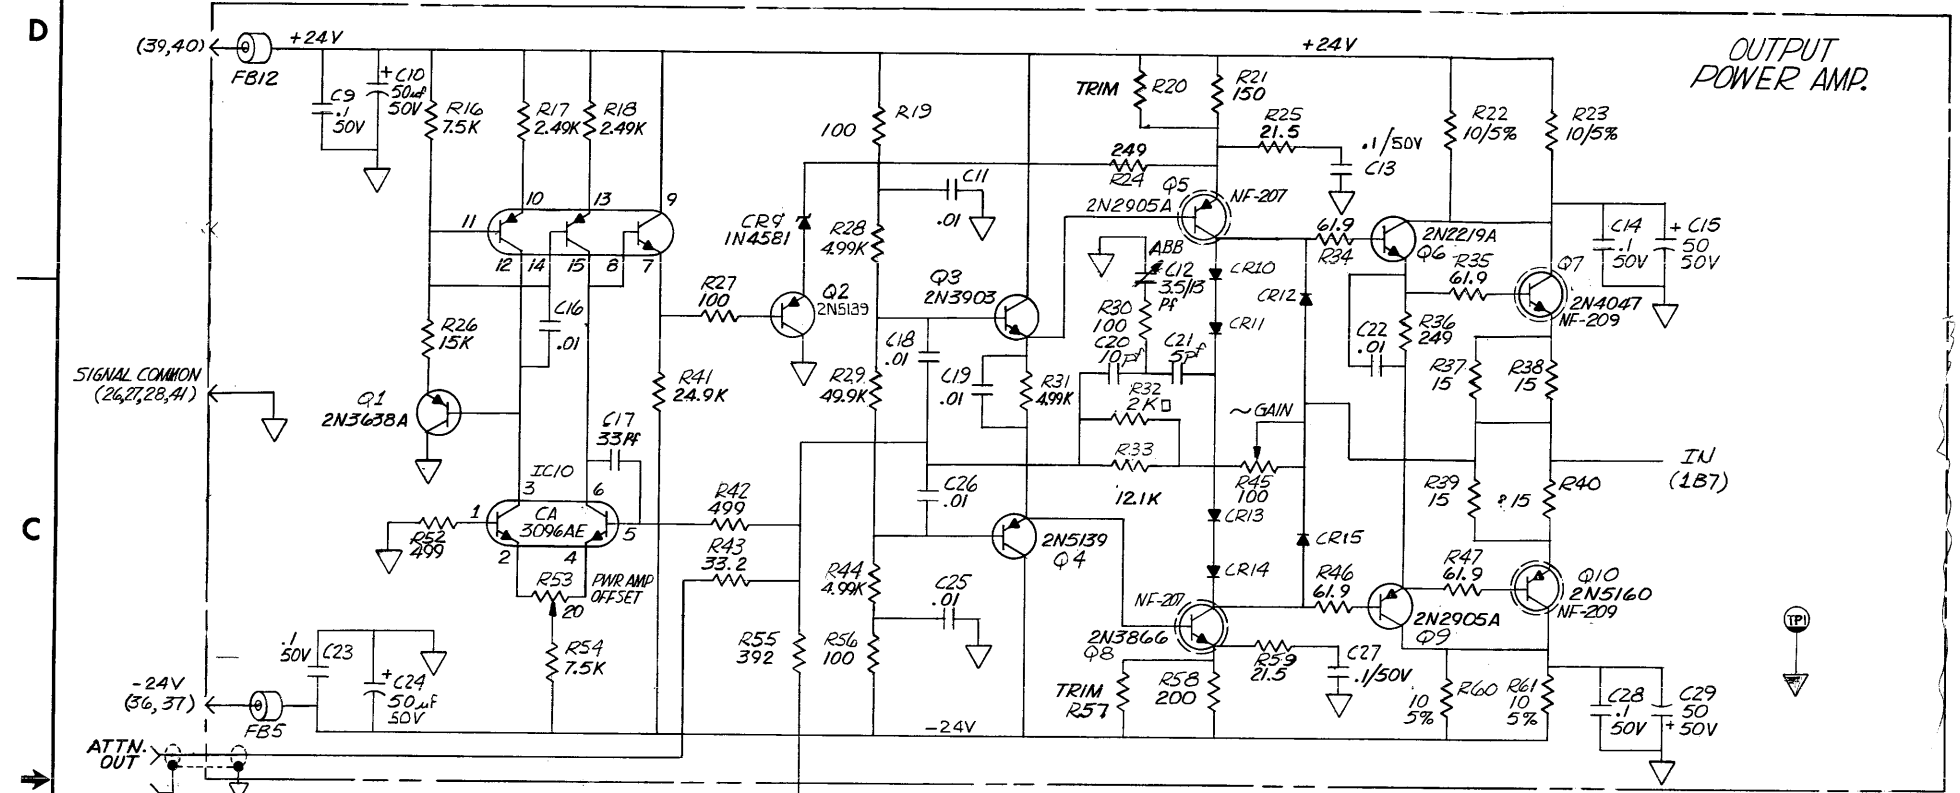 D
C
OUTPUT
POWER AMP.
(39,40)
FB12
+24V
+24V
C9
.1
50V
+ C10
50µf
50V
R16
7.5K
R17
2.49K
R18
2.49K
R19
100
TRIM
R20
R21
150
R25
21.5
.1/50V
C13
R22
10/5%
R23
10/5%
249
R24
C11
.01
10
13
9
11
12
14
15
8
7
CR9
1N4581
R28
4.99K
Q5
2N2905A
NF-207
61.9
R34
2N2219A
Q6
R35
61.9
Q7
2N4047
NF-209
C14
.1
50V
+ C15
50
50V
ABB
C12
3.5/13
Pf
CR10
CR11
CR12
R30
100
C20
10pf
C21
5pf
R27
100
Q2
2N5139
Q3
2N3903
C16
.01
R26
15K
C18
.01
C19
.01
R31
4.99K
R29
49.9K
R41
24.9K
C22
.01
R36
249
R37
15
R38
15
SIGNAL COMMON
(26,27,28,41)
Q1
2N3638A
C17
33Pf
R32
2K
~GAIN
R33
12.1K
R45
100
IN
(1B7)
IC10
3
6
1
CA
3096AE
5
2
4
R52
499
R42
499
R43
33.2
C26
.01
2N5139
Q4
CR13
CR14
CR15
R39
15
15
R40
R53
20
PWR AMP
OFFSET
R54
7.5K
R44
4.99K
C25
.01
R55
392
R56
100
R46
61.9
R47
61.9
2N2905A
Q9
Q10
2N5160
NF-209
NF-207
2N3866
Q8
R59
21.5
C27
.1/50V
TRIM
R57
R58
200
10
5%
R60
R61
10
5%
C28
.1
50V
C29
50
+ 50V
TP1
.1
50V
C23
+ C24
50µF
50V
-24V
(36,37)
FB5
-24V
ATTN.
OUT